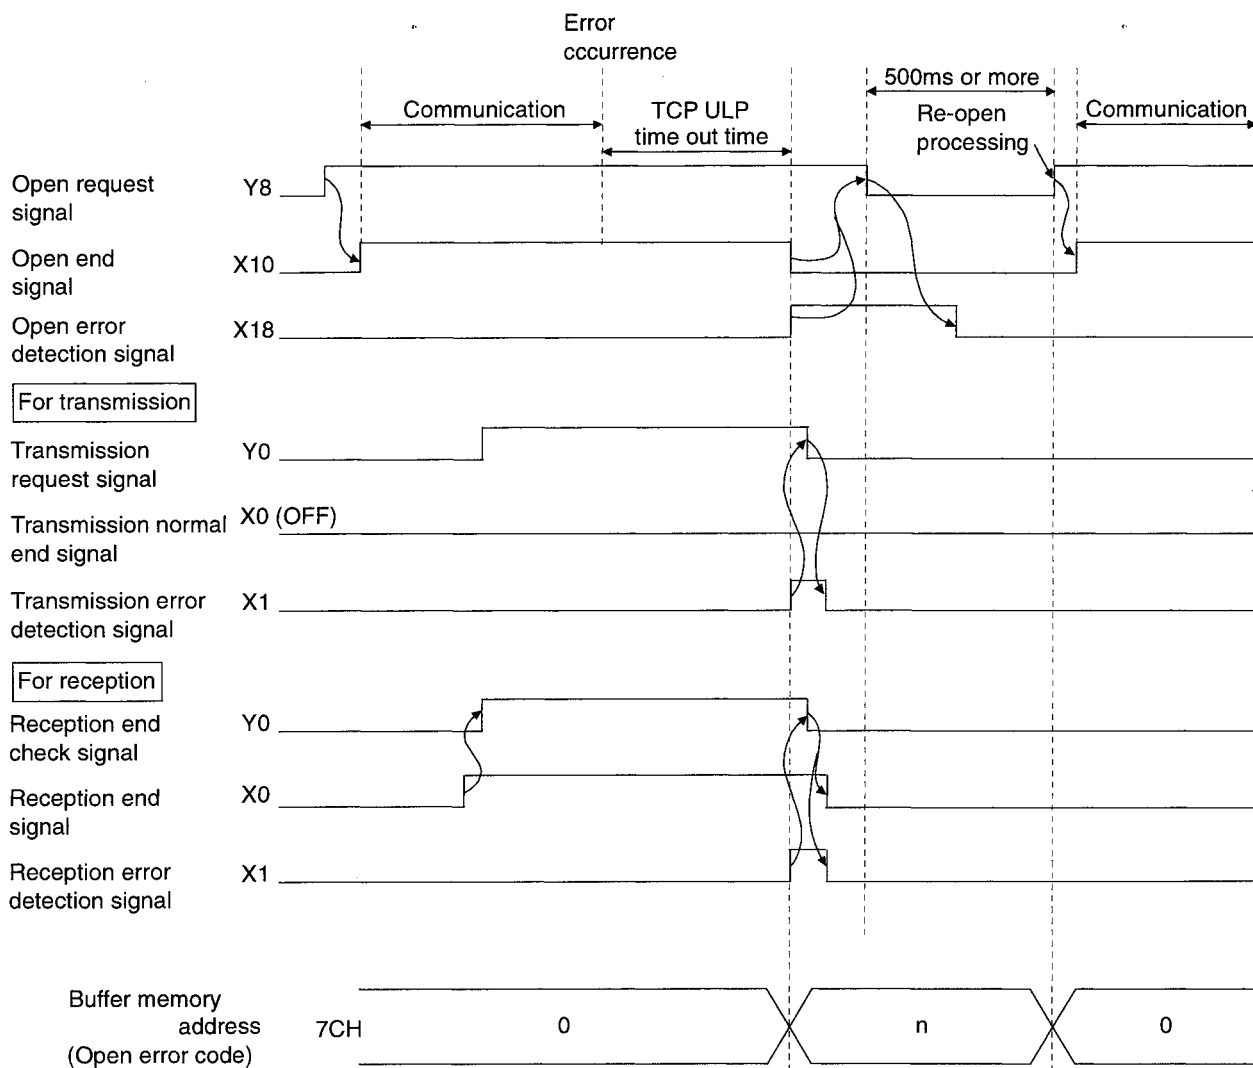 Error
cccurrence
500ms or more
Communication
TCP ULP
time out time
Re-open
processing
Communication
Open request
signal
Y8
Open end
signal
X10
Open error
detection signal
X18
For transmission
Transmission
request signal
Y0
Transmission normal
end signal
X0 (OFF)
Transmission error
detection signal
X1
For reception
Reception end
check signal
Y0
Reception end
signal
X0
Reception error
detection signal
X1
Buffer memory
address
(Open error code)
7CH
0
n
0